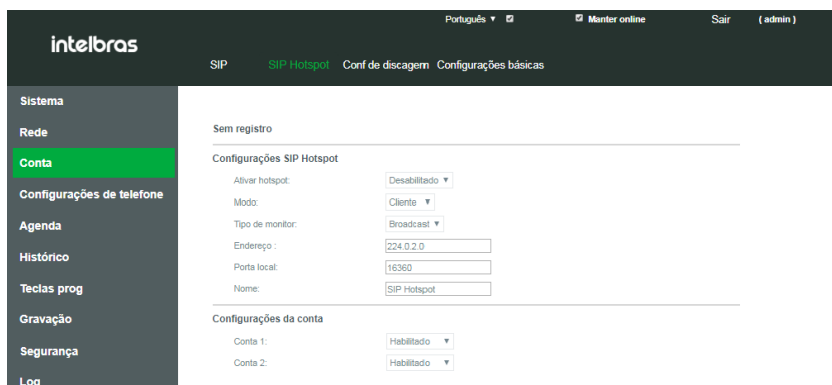 Português
Manter online
Sair
( admin )
intelbras
SIP
SIP Hotspot
Conf de discagem
Configurações básicas
Sistema
Rede
Conta
Configurações de telefone
Agenda
Histórico
Teclas prog
Gravação
Segurança
Log
Sem registro
Configurações SIP Hotspot
Ativar hotspot: Desabilitado
Modo: Cliente
Tipo de monitor: Broadcast
Endereço : 224.0.2.0
Porta local: 16360
Nome: SIP Hotspot
Configurações da conta
Conta 1: Habilitado
Conta 2: Habilitado